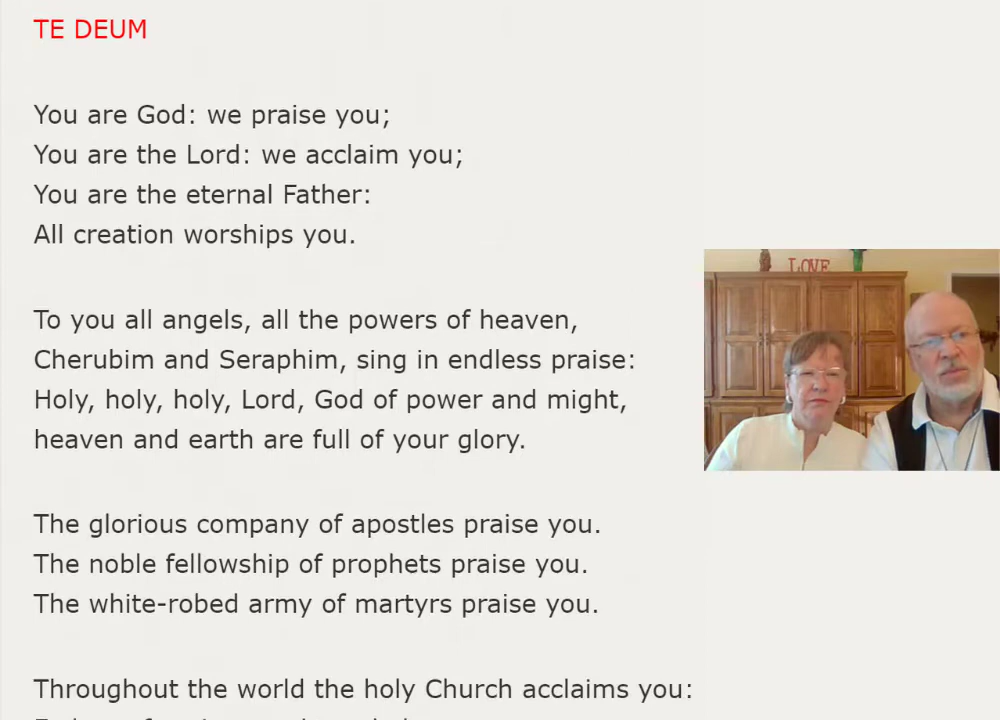 TE DEUM
You are God: we praise you;
You are the Lord: we acclaim you;
You are the eternal Father:
All creation worships you.
To you all angels, all the powers of heaven,
Cherubim and Seraphim, sing in endless praise:
Holy, holy, holy, Lord, God of power and might,
heaven and earth are full of your glory.
LOVE
The glorious company of apostles praise you.
The noble fellowship of prophets praise you.
The white-robed army of martyrs praise you.
Throughout the world the holy Church acclaims you: